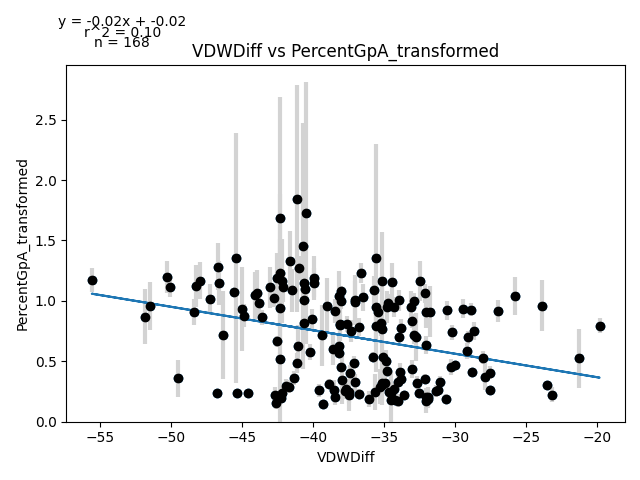 y = -0.02x + -0.02
r^2 = 0.10
n = 168
VDWDiff vs PercentGpA_transformed
PercentGpA_transformed
2.5
2.0
1.5
1.0
0.5
0.0
−55
−50
−45
−40
−35
−30
−25
−20
VDWDiff